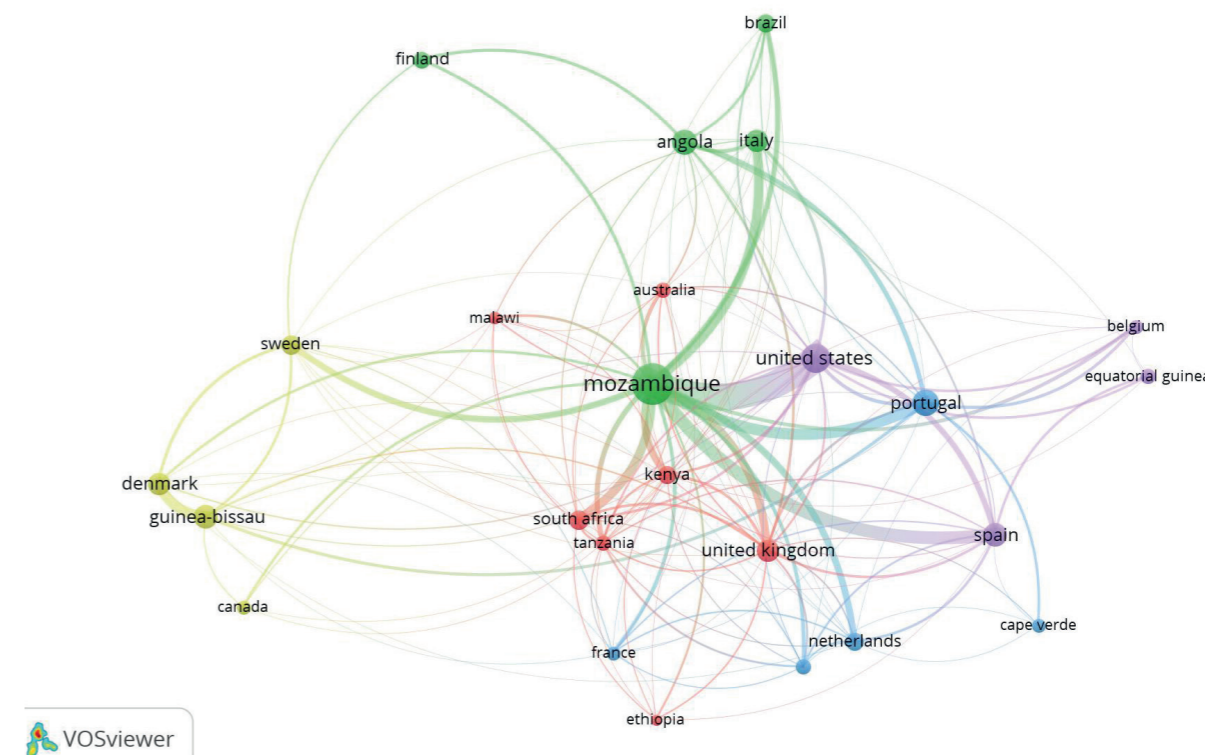 brazil
finland
angola
italy
australia
malawi
belgium
sweden
united states
equatorial guinea
mozambique
portugal
kenya
denmark
guinea-bissau
south africa
spain
tanzania
united kingdom
canada
cape verde
netherlands
france
ethiopia
VOSviewer